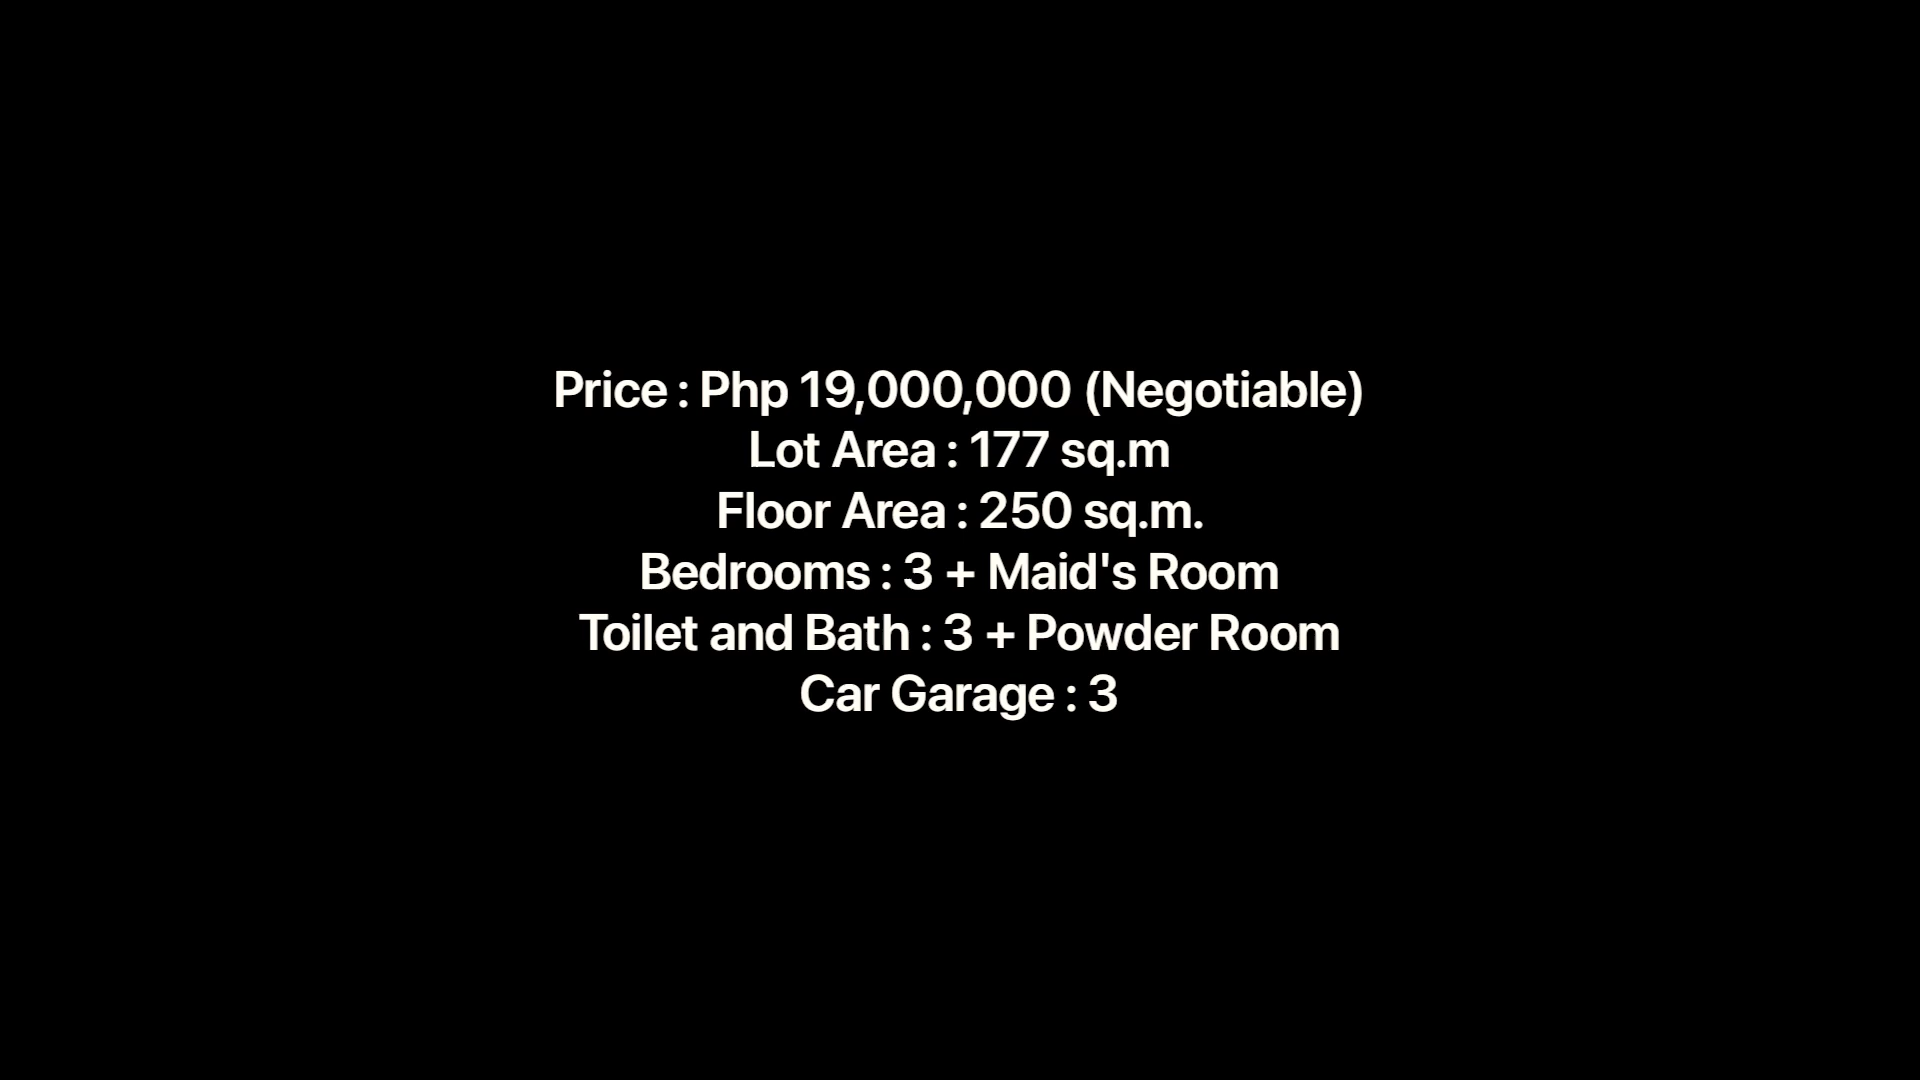 Price : Php 19,000,000 (Negotiable)
Lot Area : 177 sq.m
Floor Area : 250 sq.m.
Bedrooms : 3 + Maid's Room
Toilet and Bath : 3 + Powder Room
Car Garage : 3